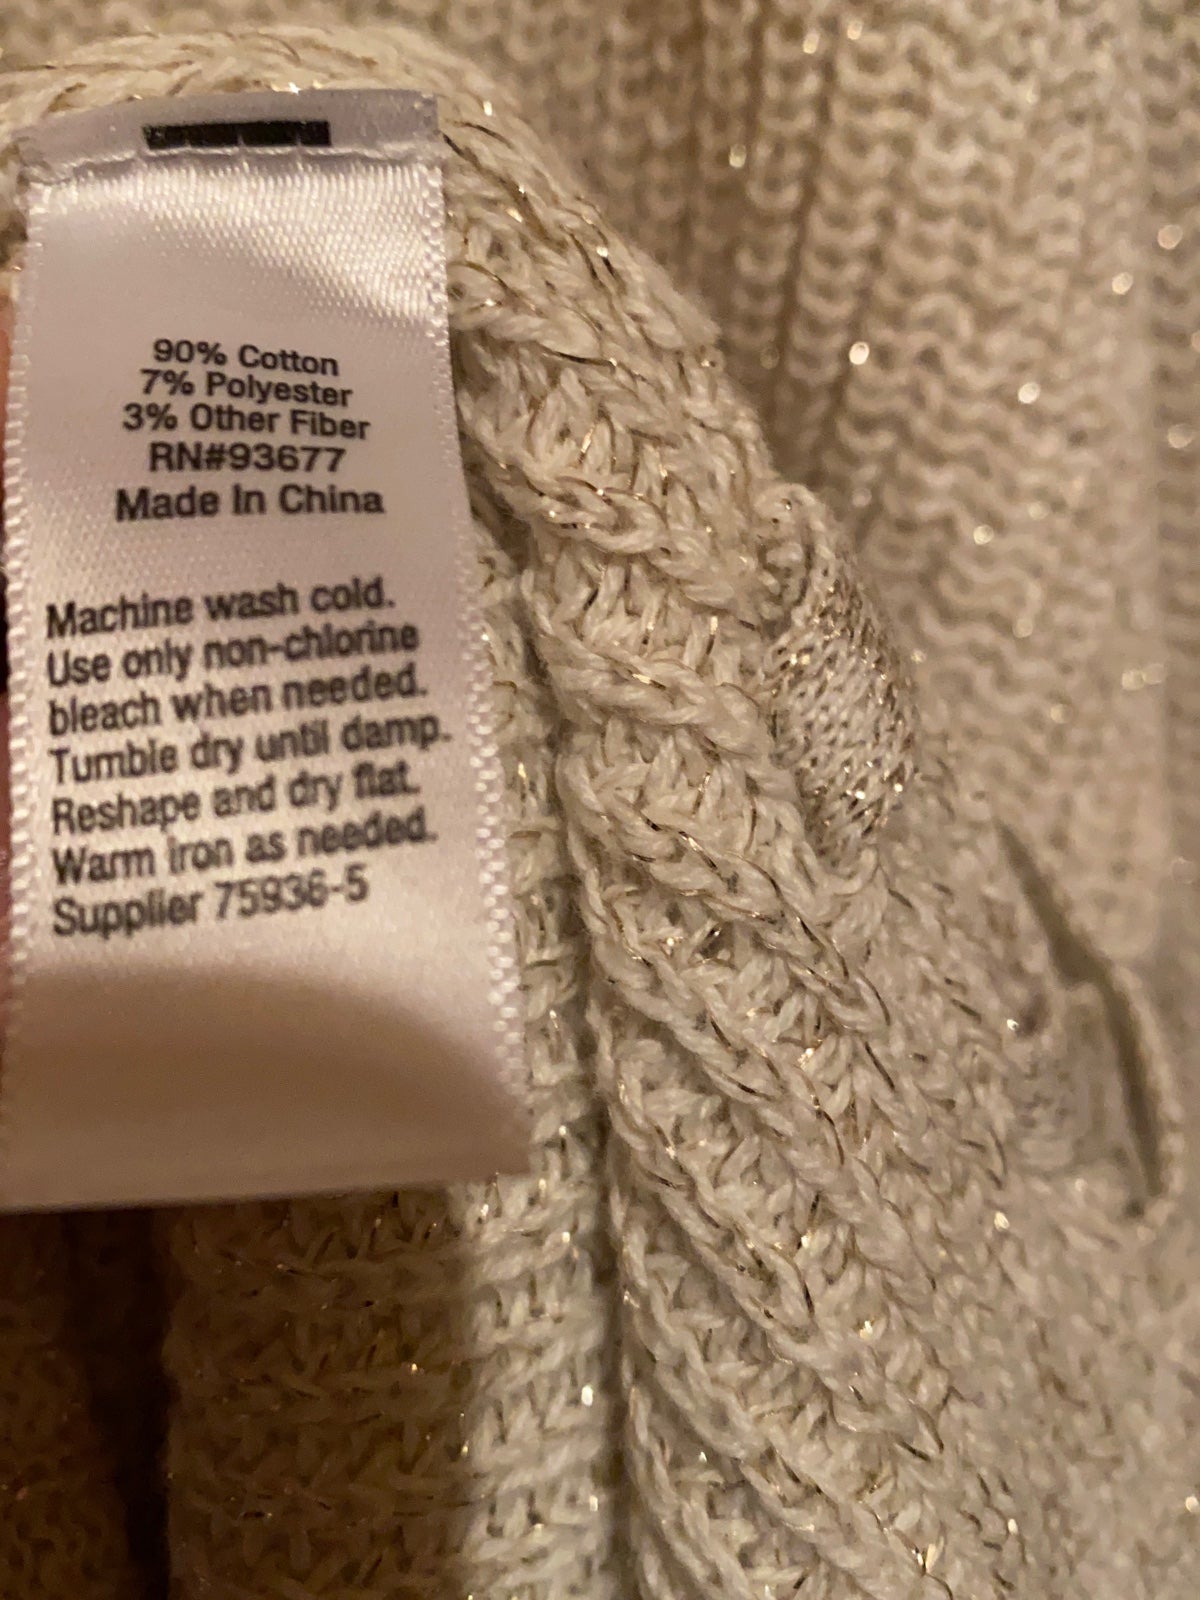 90% Cotton
7% Polyester
3% Other Fiber
RN#93677
Made In China
Machine wash cold.
Use only non-chlorine
bleach when needed.
Tumble dry until damp.
Reshape and dry flat.
Warm iron as needed.
Supplier 75936-5